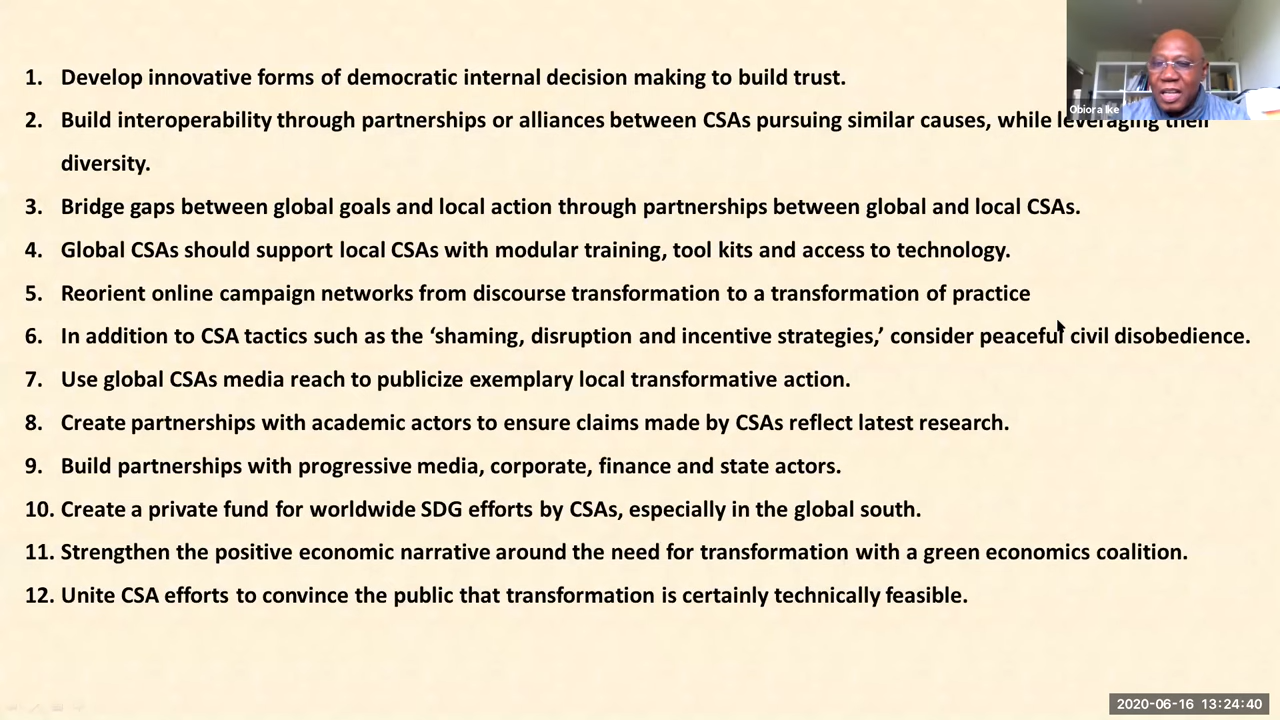 1. Develop innovative forms of democratic internal decision making to build trust.
Obiora Ike
2. Build interoperability through partnerships or alliances between CSAs pursuing similar causes, while leveraging their
diversity.
3. Bridge gaps between global goals and local action through partnerships between global and local CSAs.
4. Global CSAs should support local CSAs with modular training, tool kits and access to technology.
5. Reorient online campaign networks from discourse transformation to a transformation of practice
6. In addition to CSA tactics such as the ‘shaming, disruption and incentive strategies,’ consider peaceful civil disobedience.
7. Use global CSAs media reach to publicize exemplary local transformative action.
8. Create partnerships with academic actors to ensure claims made by CSAs reflect latest research.
9. Build partnerships with progressive media, corporate, finance and state actors.
10. Create a private fund for worldwide SDG efforts by CSAs, especially in the global south.
11. Strengthen the positive economic narrative around the need for transformation with a green economics coalition.
12. Unite CSA efforts to convince the public that transformation is certainly technically feasible.
2020-06-16 13:24:40